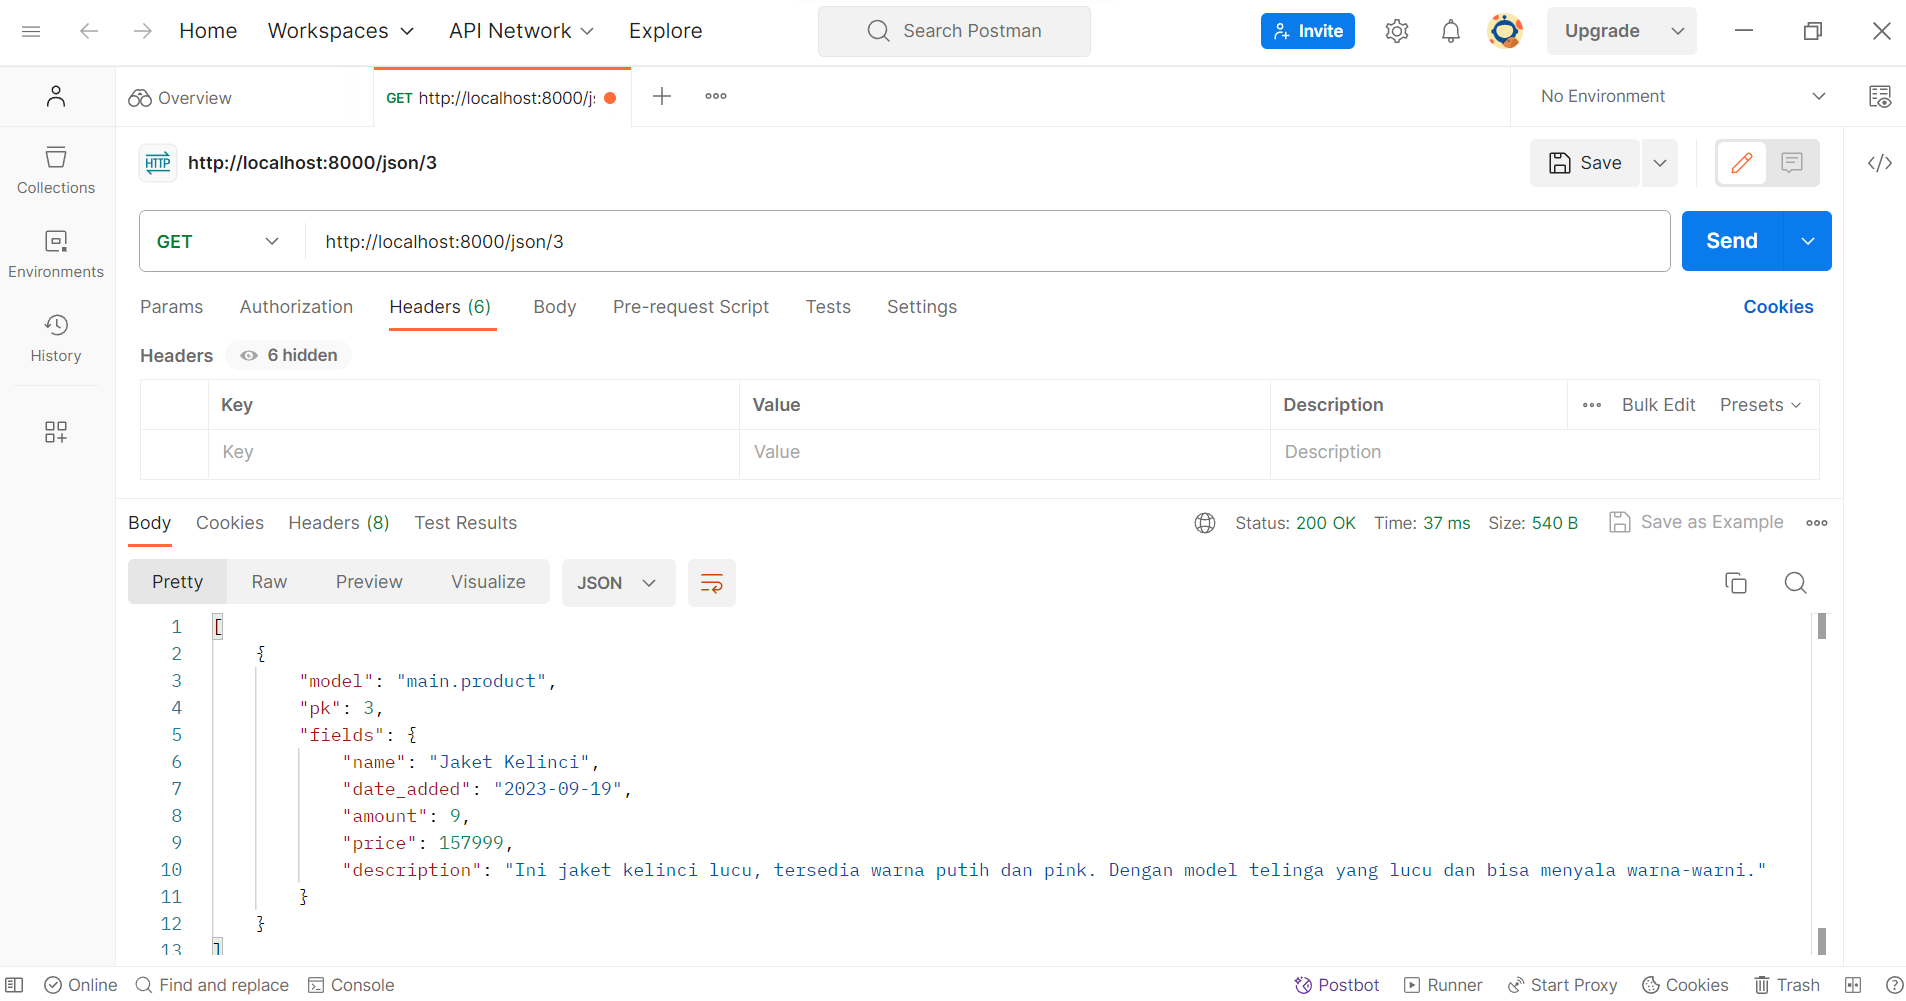 Home Workspaces API Network Explore Search Postman Invite Upgrade
Overview GET http://localhost:8000/j No Environment
HTTP http://localhost:8000/json/3 Save
Collections
GET http://localhost:8000/json/3 Send
Environments
Params Authorization Headers (6) Body Pre-request Script Tests Settings Cookies
History
Headers 6 hidden
Key Value Description Bulk Edit Presets
Key Value Description
Body Cookies Headers (8) Test Results Status: 200 OK Time: 37 ms Size: 540 B Save as Example
Pretty Raw Preview Visualize JSON
1 [
2 {
3 "model": "main.product",
4 "pk": 3,
5 "fields": {
6 "name": "Jaket Kelinci",
7 "date_added": "2023-09-19",
8 "amount": 9,
9 "price": 157999,
10 "description": "Ini jaket kelinci lucu, tersedia warna putih dan pink. Dengan model telinga yang lucu dan bisa menyala warna-warni."
11 }
12 }
13 ]
Online Find and replace Console Postbot Runner Start Proxy Cookies Trash